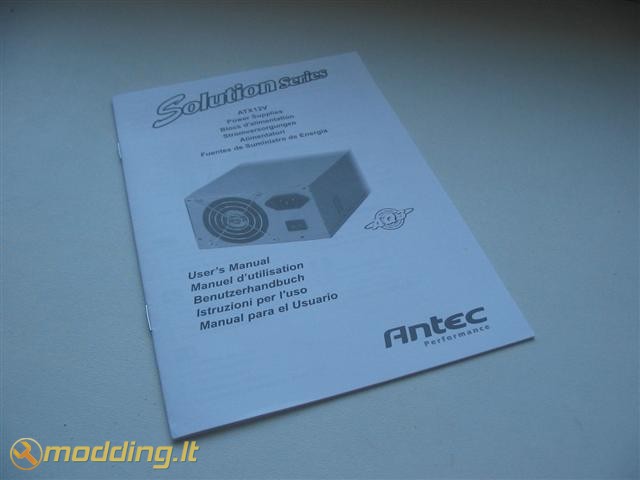 Solution Series
ATX12V
Power Supplies
Blocs d'alimentation
Stromversorgungen
Alimentatori
Fuentes de Suministro de Energía
User's Manual
Manuel d'utilisation
Benutzerhandbuch
Istruzioni per l'uso
Manual para el Usuario
Antec
Performance
modding.lt